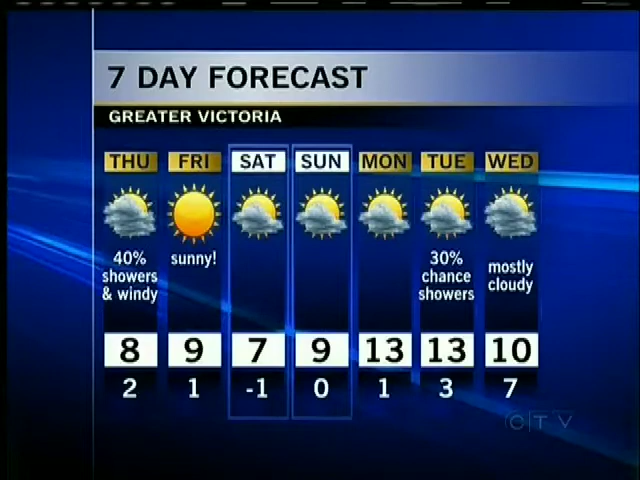 7 DAY FORECAST
GREATER VICTORIA
THU FRI SAT SUN MON TUE WED
40% showers & windy
sunny!
30% chance showers
mostly cloudy
8 9 7 9 13 13 10
2 1 -1 0 1 3 7
CTV